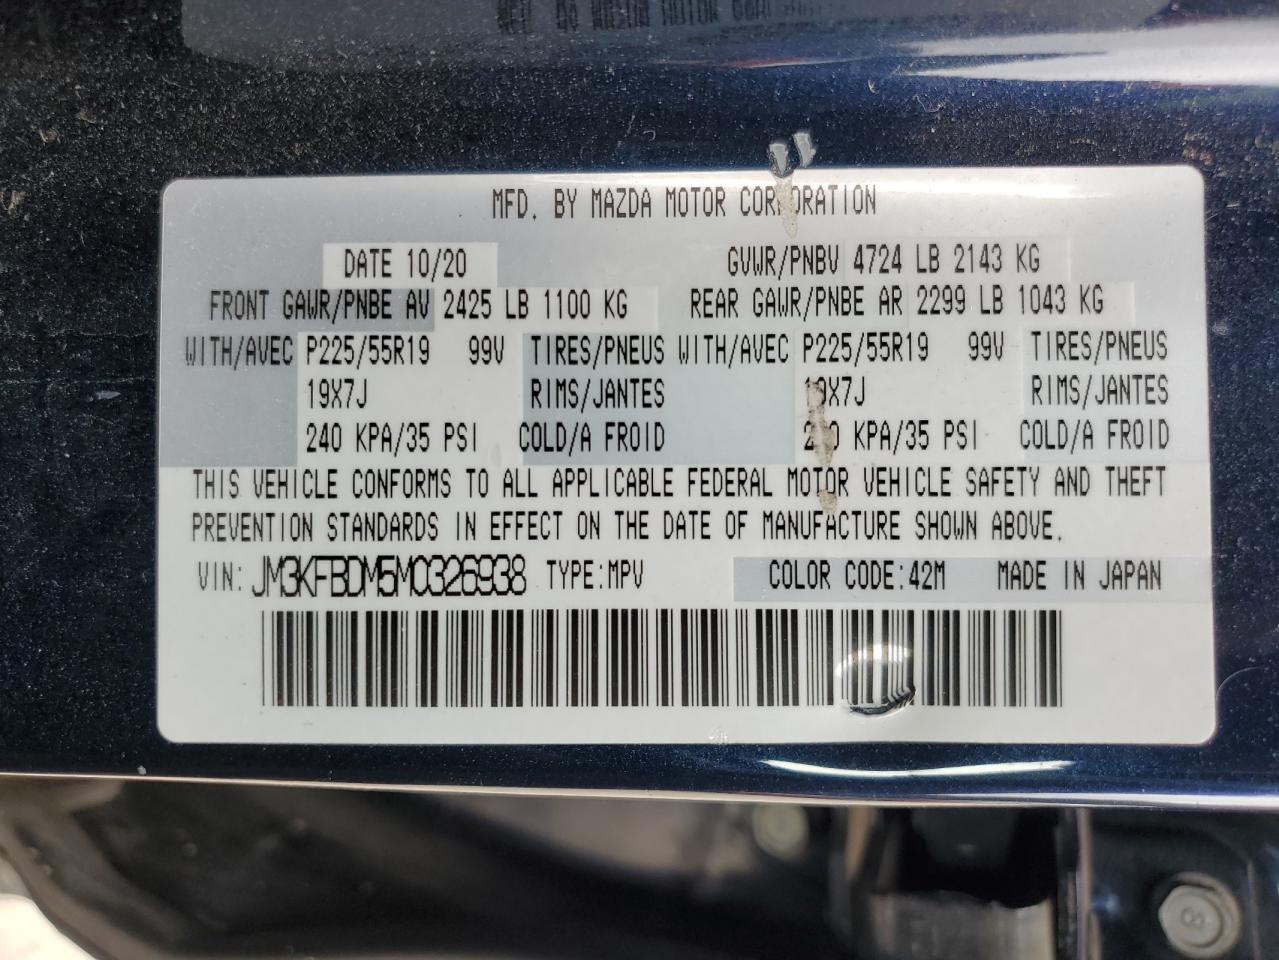 MFD. BY MAZDA MOTOR CORPORATION
DATE 10/20 GVWR/PNBV 4724 LB 2143 KG
FRONT GAWR/PNBE AV 2425 LB 1100 KG REAR GAWR/PNBE AR 2299 LB 1043 KG
WITH/AVEC P225/55R19 99V TIRES/PNEUS WITH/AVEC P225/55R19 99V TIRES/PNEUS
19X7J RIMS/JANTES 19X7J RIMS/JANTES
240 KPA/35 PSI COLD/A FROID 240 KPA/35 PSI COLD/A FROID
THIS VEHICLE CONFORMS TO ALL APPLICABLE FEDERAL MOTOR VEHICLE SAFETY AND THEFT
PREVENTION STANDARDS IN EFFECT ON THE DATE OF MANUFACTURE SHOWN ABOVE.
VIN: JM3KFBDM5M0326938 TYPE:MPV COLOR CODE:42M MADE IN JAPAN
8